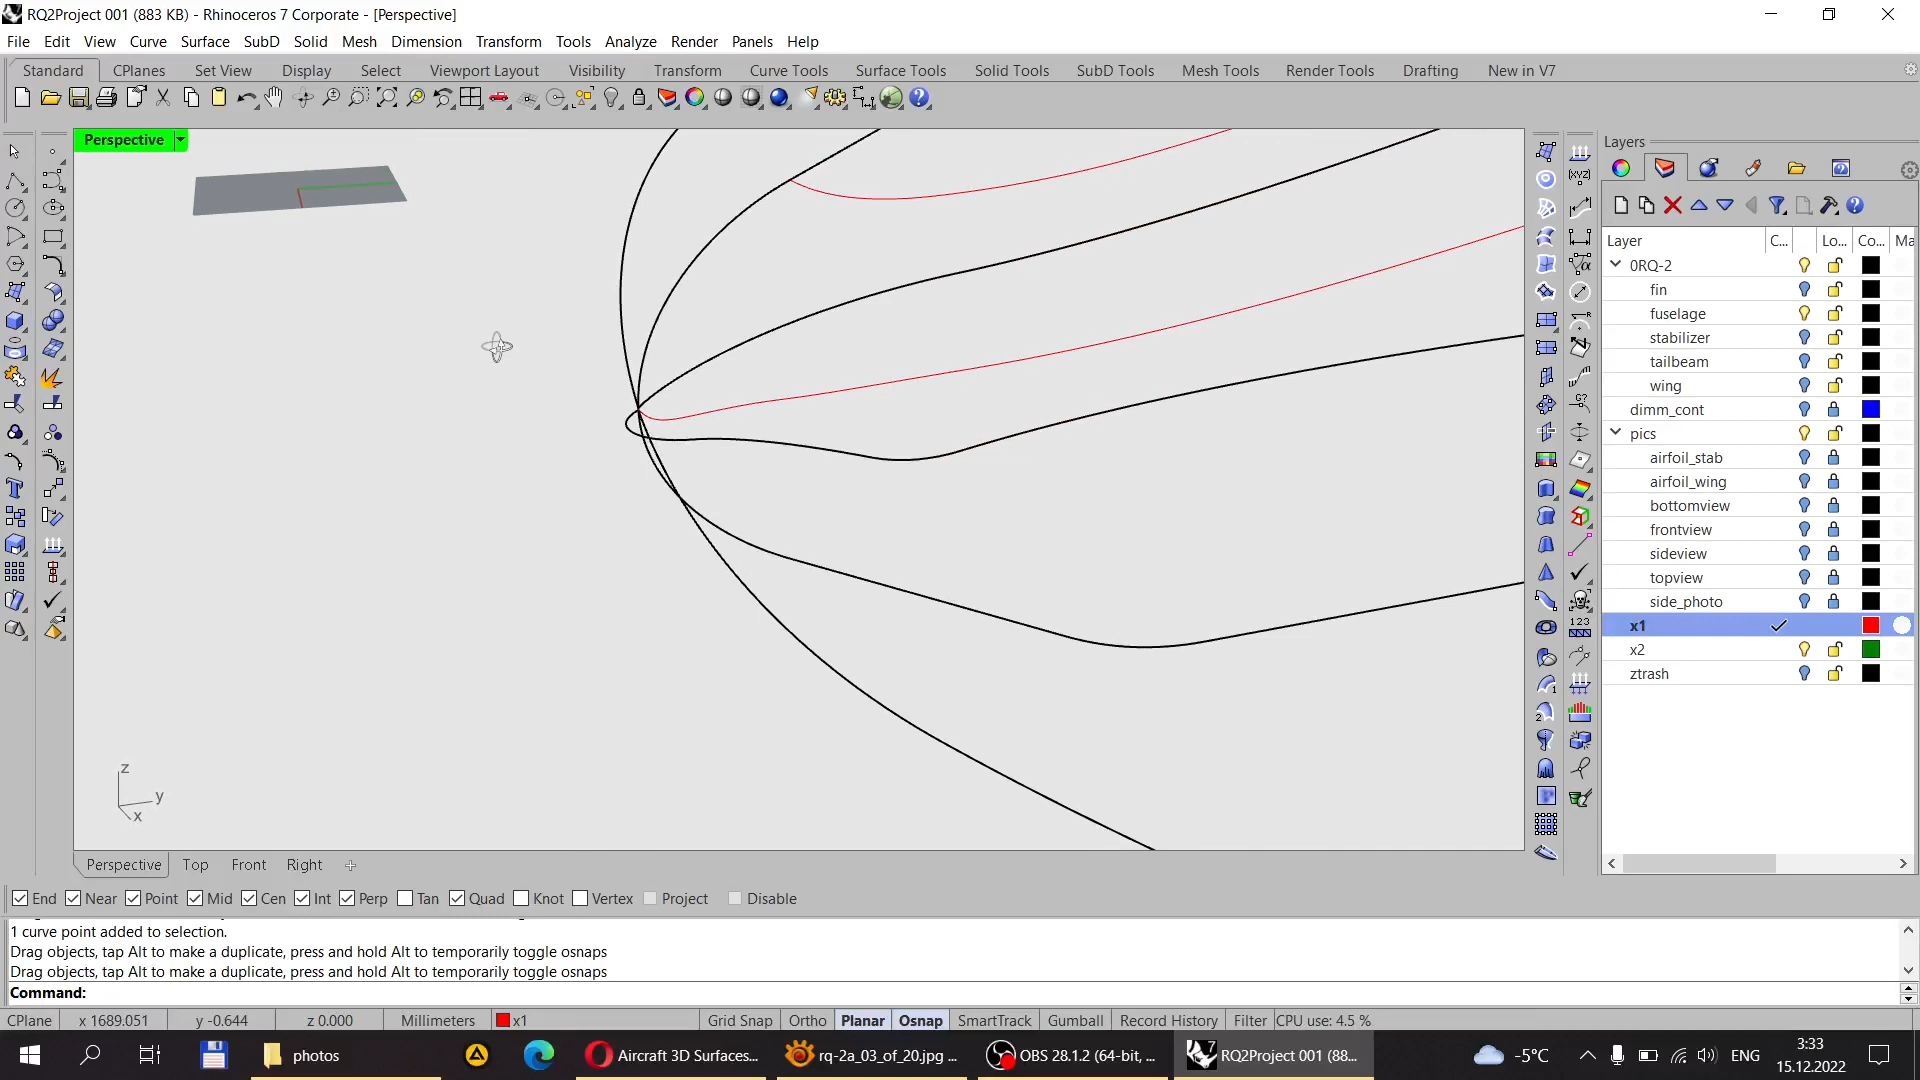 RQ2Project 001 (883 KB) - Rhinoceros 7 Corporate - [Perspective]
File Edit View Curve Surface SubD Solid Mesh Dimension Transform Tools Analyze Render Panels Help
Standard CPlanes Set View Display Select Viewport Layout Visibility Transform Curve Tools Surface Tools Solid Tools SubD Tools Mesh Tools Render Tools Drafting New in V7
Perspective
Layers
Layer C... Lo... Co... Ma
0RQ-2
fin
fuselage
stabilizer
tailbeam
wing
dimm_cont
pics
airfoil_stab
airfoil_wing
bottomview
frontview
sideview
topview
side_photo
x1
x2
ztrash
z
y
x
Perspective Top Front Right
End Near Point Mid Cen Int Perp Tan Quad Knot Vertex Project Disable
1 curve point added to selection.
Drag objects, tap Alt to make a duplicate, press and hold Alt to temporarily toggle osnaps
Drag objects, tap Alt to make a duplicate, press and hold Alt to temporarily toggle osnaps
Command:
CPlane x 1689.051 y -0.644 z 0.000 Millimeters x1 Grid Snap Ortho Planar Osnap SmartTrack Gumball Record History Filter CPU use: 4.5 %
photos Aircraft 3D Surfaces... rq-2a_03_of_20.jpg ... OBS 28.1.2 (64-bit, ... RQ2Project 001 (88... -5°C ENG 3:33
15.12.2022